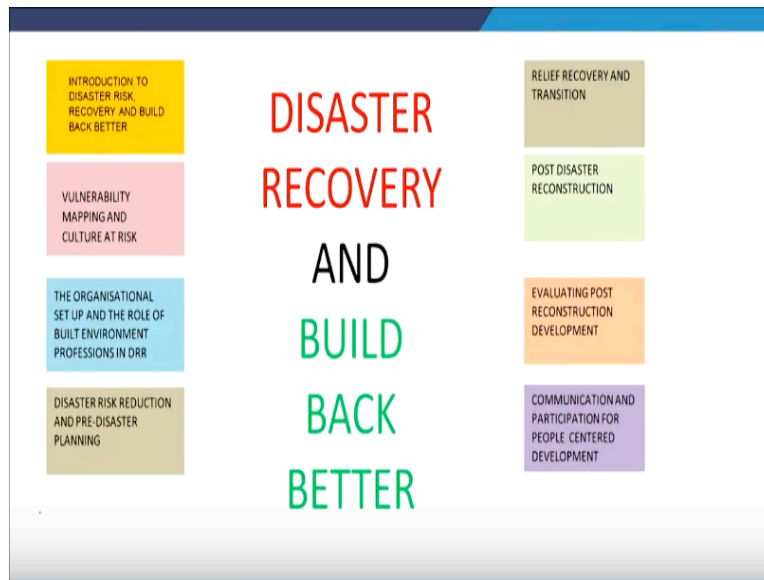 INTRODUCTION TO
DISASTER RISK,
RECOVERY AND BUILD
BACK BETTER
VULNERABILITY
MAPPING AND
CULTURE AT RISK
THE ORGANISATIONAL
SET UP AND THE ROLE OF
BUILT ENVIRONMENT
PROFESSIONS IN DRR
DISASTER RISK REDUCTION
AND PRE-DISASTER
PLANNING
DISASTER
RECOVERY
AND
BUILD
BACK
BETTER
RELIEF RECOVERY AND
TRANSITION
POST DISASTER
RECONSTRUCTION
EVALUATING POST
RECONSTRUCTION
DEVELOPMENT
COMMUNICATION AND
PARTICIPATION FOR
PEOPLE CENTERED
DEVELOPMENT